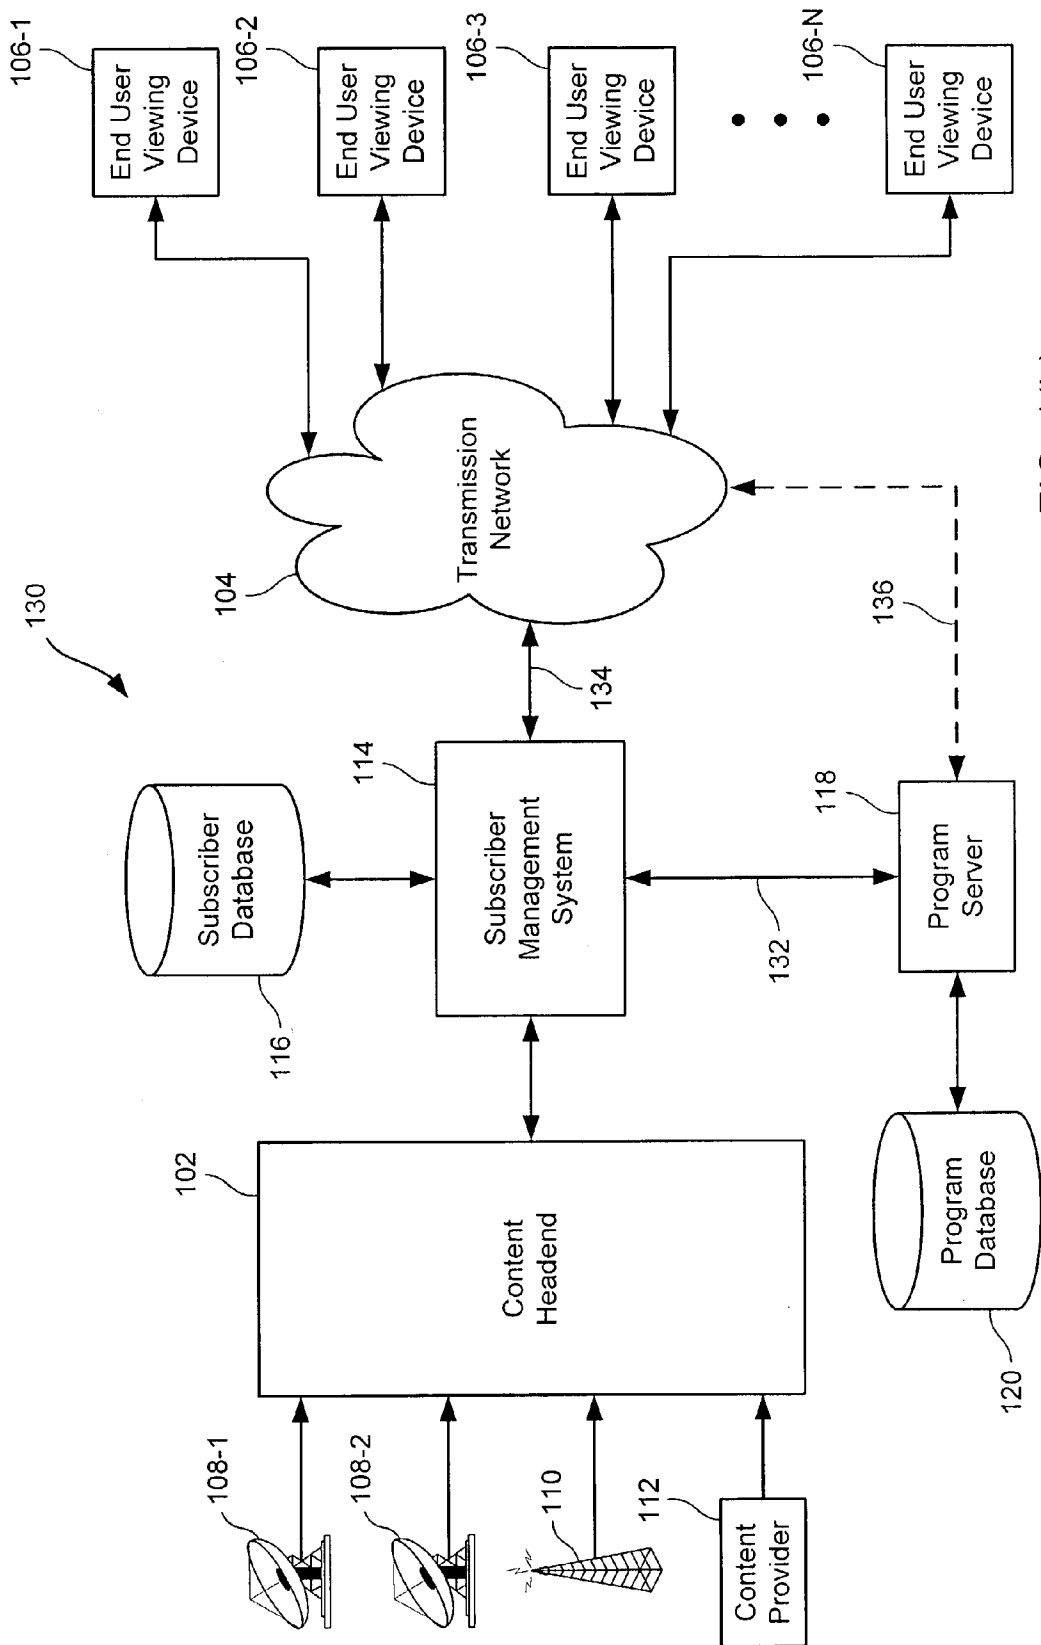 130
106-1
End User
Viewing
Device
106-2
End User
Viewing
Device
106-3
End User
Viewing
Device
106-N
End User
Viewing
Device
104
Transmission
Network
134
136
Subscriber
Database
116
114
Subscriber
Management
System
132
118
Program
Server
Program
Database
120
102
Content
Headend
108-1
108-2
110
112
Content
Provider